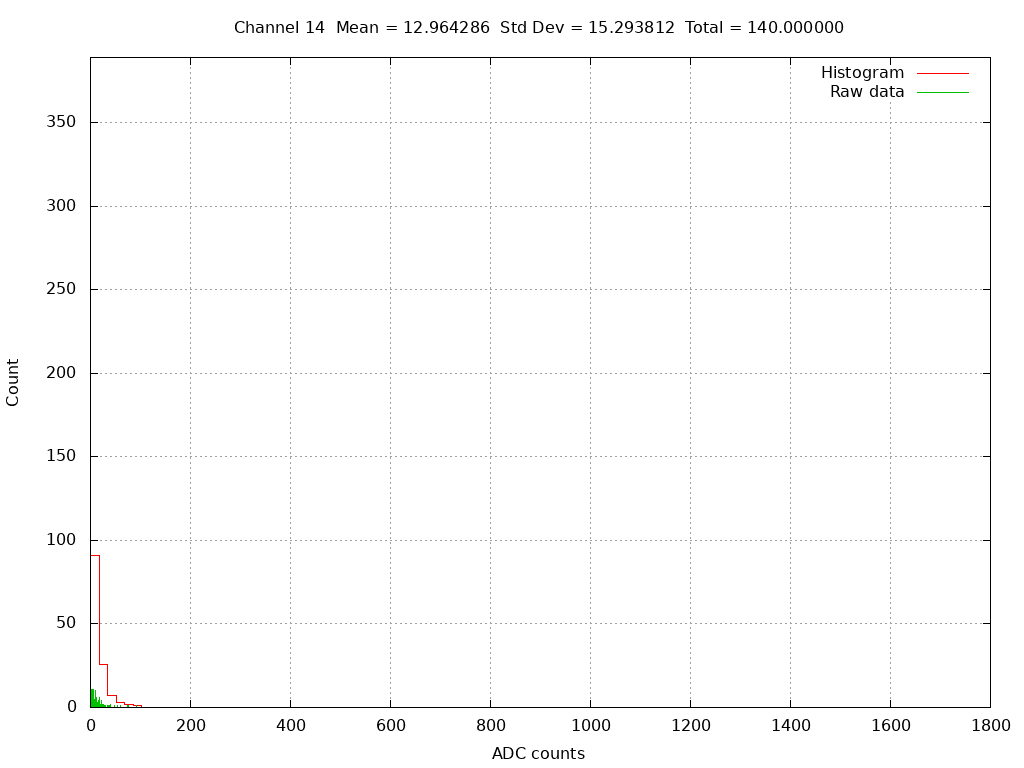 Channel 14  Mean = 12.964286  Std Dev = 15.293812  Total = 140.000000
Histogram
Raw data
350
300
250
200
150
100
50
0
Count
0 200 400 600 800 1000 1200 1400 1600 1800
ADC counts